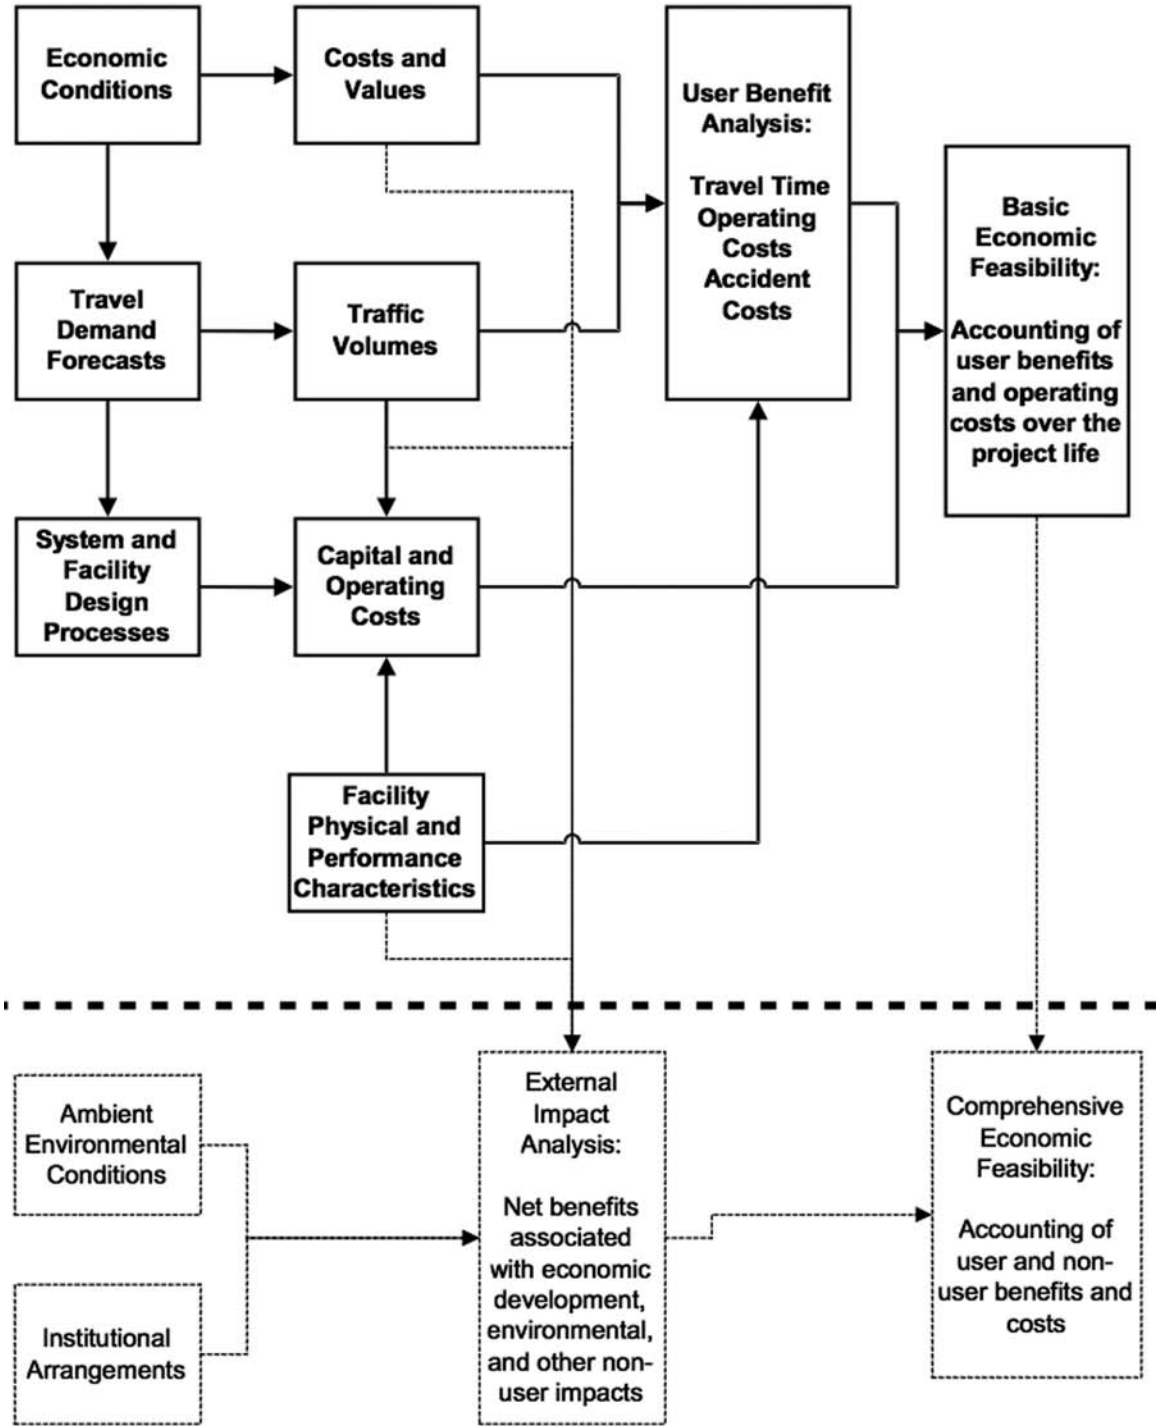 Economic
Conditions
Costs and
Values
User Benefit
Analysis:
Travel Time
Operating
Costs
Accident
Costs
Basic
Economic
Feasibility:
Accounting of
user benefits
and operating
costs over the
project life
Travel
Demand
Forecasts
Traffic
Volumes
System and
Facility
Design
Processes
Capital and
Operating
Costs
Facility
Physical and
Performance
Characteristics
Ambient
Environmental
Conditions
Institutional
Arrangements
External
Impact
Analysis:
Net benefits
associated
with economic
development,
environmental,
and other non-
user impacts
Comprehensive
Economic
Feasibility:
Accounting of
user and non-
user benefits and
costs